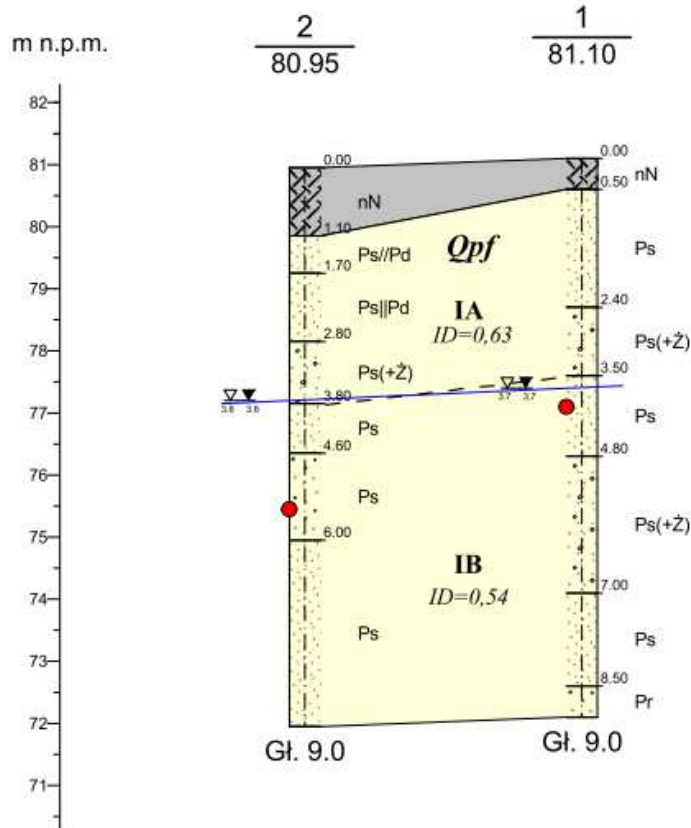 m n.p.m.
2
80.95
1
81.10
82
81
80
79
78
77
76
75
74
73
72
71
0.00
1.10
1.70
2.80
3.80
4.60
6.00
nN
Ps//Pd
Ps||Pd
Ps(+Ż)
Ps
Ps
Ps
Gł. 9.0
Qpf
IA
ID=0,63
IB
ID=0,54
3.7 3.7
0.00
0.50
2.40
3.50
4.80
7.00
8.50
nN
Ps
Ps(+Ż)
Ps
Ps(+Ż)
Ps
Pr
Gł. 9.0